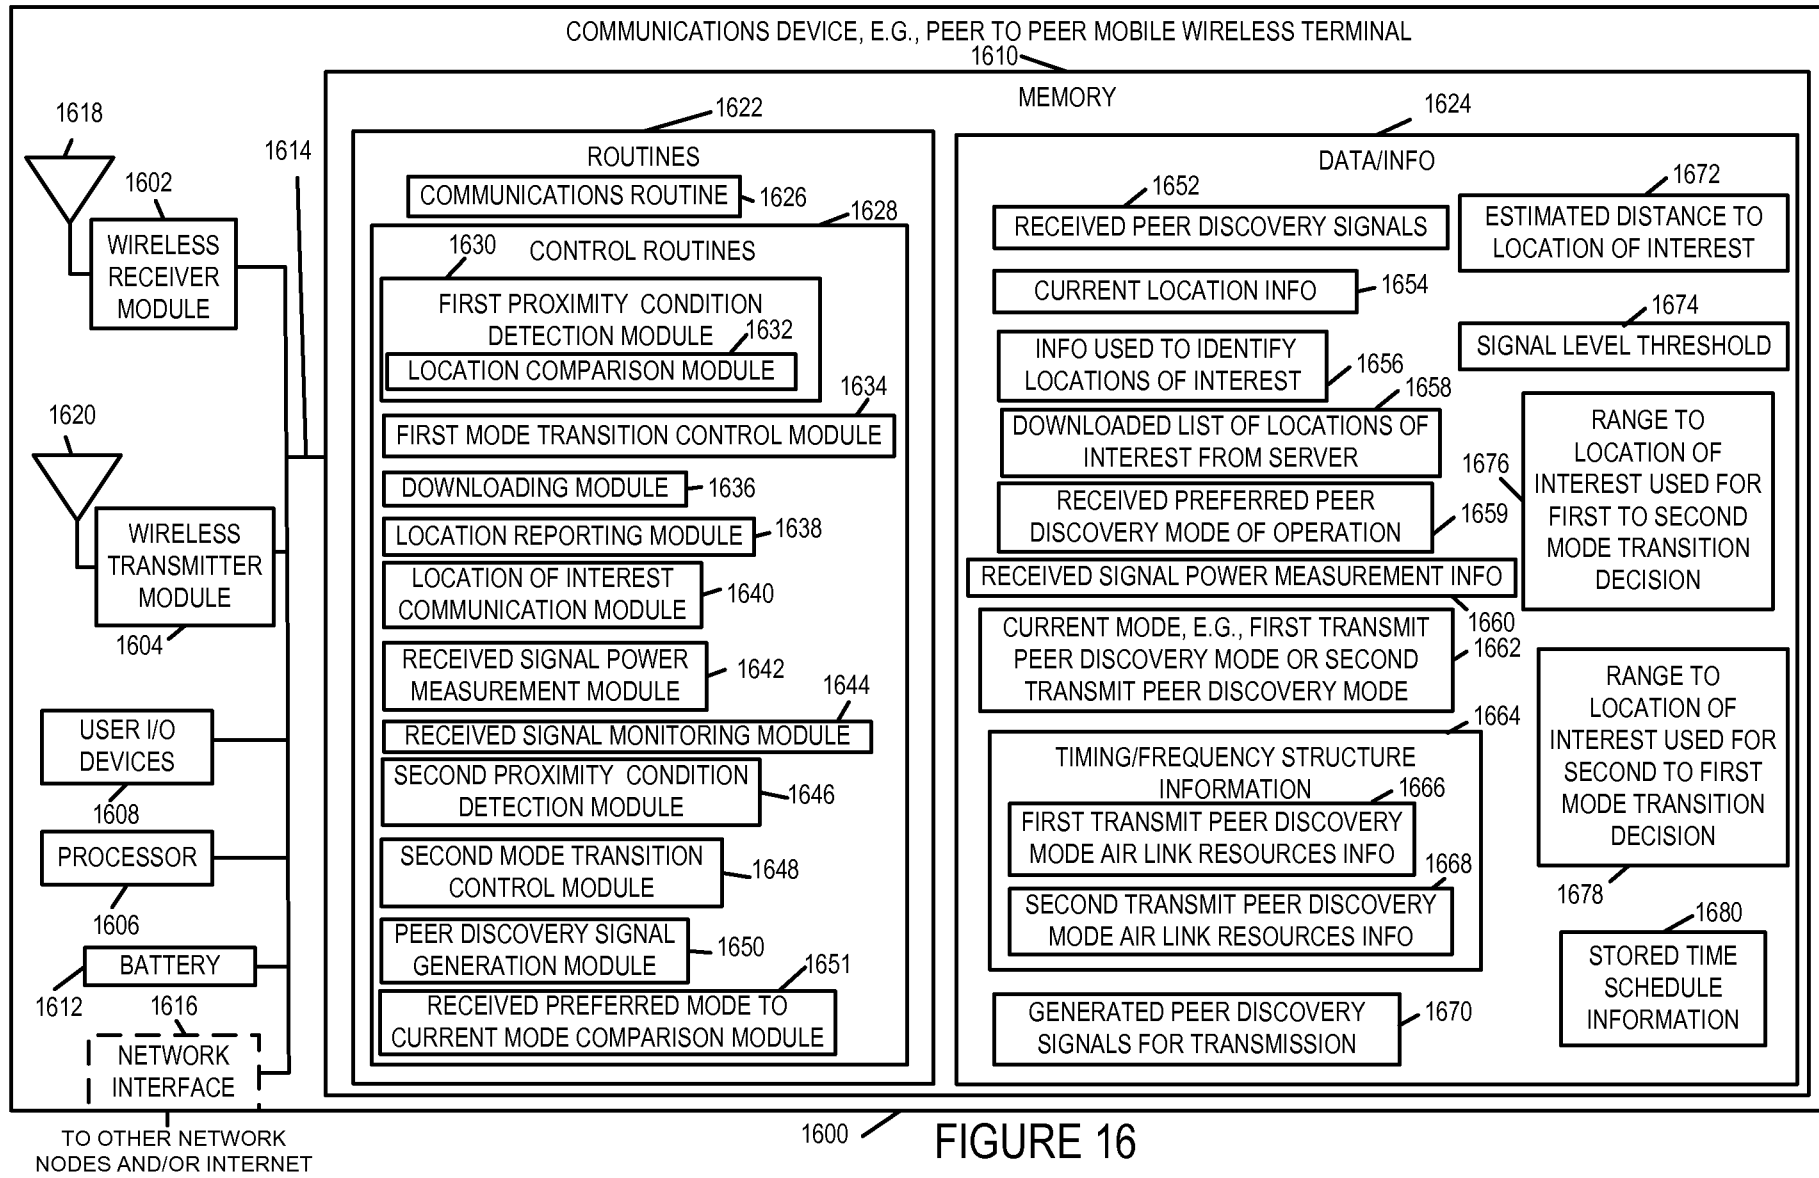 COMMUNICATIONS DEVICE, E.G., PEER TO PEER MOBILE WIRELESS TERMINAL
1610
MEMORY
1618
1602
WIRELESS
RECEIVER
MODULE
1614
1620
WIRELESS
TRANSMITTER
MODULE
1604
USER I/O
DEVICES
1608
PROCESSOR
1606
BATTERY
1612
1616
NETWORK
INTERFACE
TO OTHER NETWORK
NODES AND/OR INTERNET
1622
ROUTINES
COMMUNICATIONS ROUTINE
1626
1628
1630
CONTROL ROUTINES
FIRST PROXIMITY CONDITION
DETECTION MODULE
1632
LOCATION COMPARISON MODULE
1634
FIRST MODE TRANSITION CONTROL MODULE
DOWNLOADING MODULE
1636
LOCATION REPORTING MODULE
1638
LOCATION OF INTEREST
COMMUNICATION MODULE
1640
RECEIVED SIGNAL POWER
MEASUREMENT MODULE
1642
1644
RECEIVED SIGNAL MONITORING MODULE
SECOND PROXIMITY CONDITION
DETECTION MODULE
1646
SECOND MODE TRANSITION
CONTROL MODULE
1648
PEER DISCOVERY SIGNAL
GENERATION MODULE
1650
1651
RECEIVED PREFERRED MODE TO
CURRENT MODE COMPARISON MODULE
1624
DATA/INFO
1652
RECEIVED PEER DISCOVERY SIGNALS
CURRENT LOCATION INFO
1654
INFO USED TO IDENTIFY
LOCATIONS OF INTEREST
1656
1658
DOWNLOADED LIST OF LOCATIONS OF
INTEREST FROM SERVER
RECEIVED PREFERRED PEER
DISCOVERY MODE OF OPERATION
1659
RECEIVED SIGNAL POWER MEASUREMENT INFO
1660
CURRENT MODE, E.G., FIRST TRANSMIT
PEER DISCOVERY MODE OR SECOND
TRANSMIT PEER DISCOVERY MODE
1662
1664
TIMING/FREQUENCY STRUCTURE
INFORMATION
1666
FIRST TRANSMIT PEER DISCOVERY
MODE AIR LINK RESOURCES INFO
1668
SECOND TRANSMIT PEER DISCOVERY
MODE AIR LINK RESOURCES INFO
GENERATED PEER DISCOVERY
SIGNALS FOR TRANSMISSION
1670
1672
ESTIMATED DISTANCE TO
LOCATION OF INTEREST
1674
SIGNAL LEVEL THRESHOLD
1676
RANGE TO
LOCATION OF
INTEREST USED FOR
FIRST TO SECOND
MODE TRANSITION
DECISION
RANGE TO
LOCATION OF
INTEREST USED FOR
SECOND TO FIRST
MODE TRANSITION
DECISION
1678
1680
STORED TIME
SCHEDULE
INFORMATION
1600
FIGURE 16